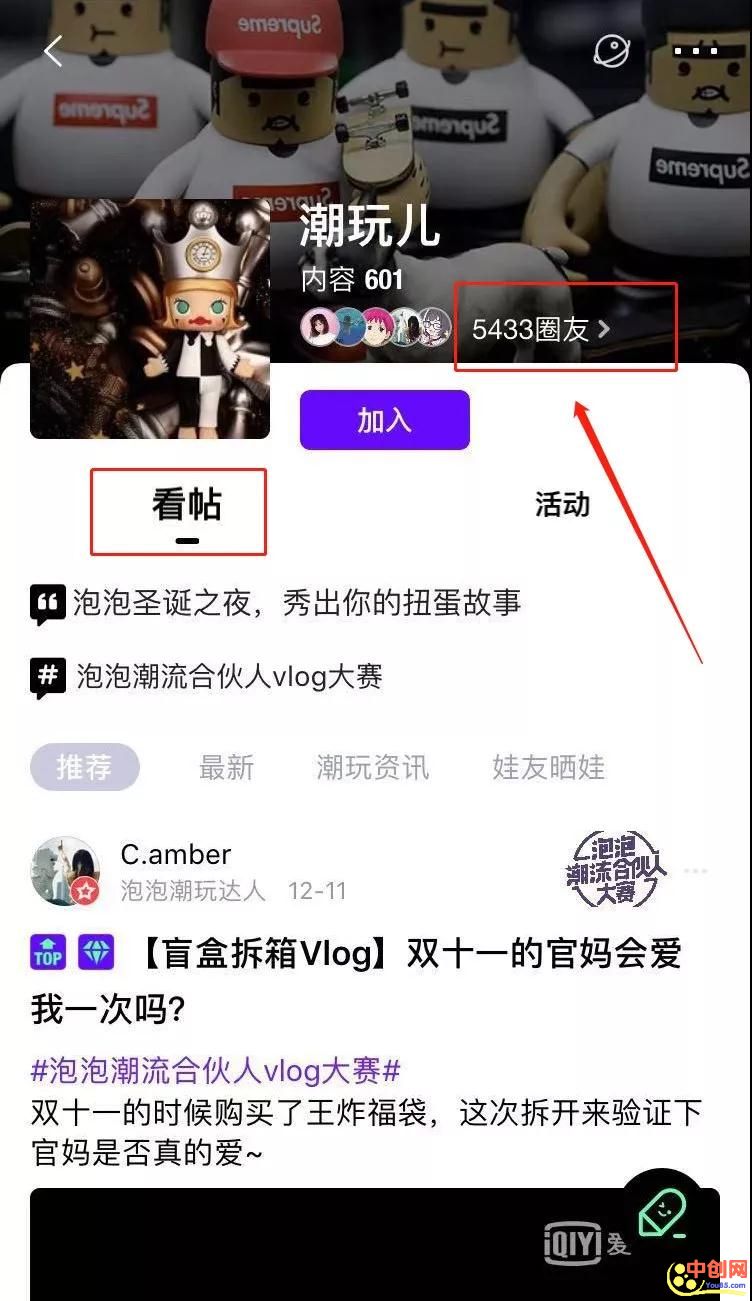 Supreme
Supreme
Supreme
Supreme
潮玩儿
内容 601
5433圈友 >
加入
看帖
活动
泡泡圣诞之夜，秀出你的扭蛋故事
# 泡泡潮流合伙人vlog大赛
推荐 最新 潮玩资讯 娃友晒娃
C.amber
泡泡潮玩达人 12-11
泡泡
潮流合伙人
大赛
TOP 【盲盒拆箱Vlog】双十一的官妈会爱
我一次吗?
#泡泡潮流合伙人vlog大赛#
双十一的时候购买了王炸福袋，这次拆开来验证下
官妈是否真的爱~
iQIYI 爱
中创网
You85.com